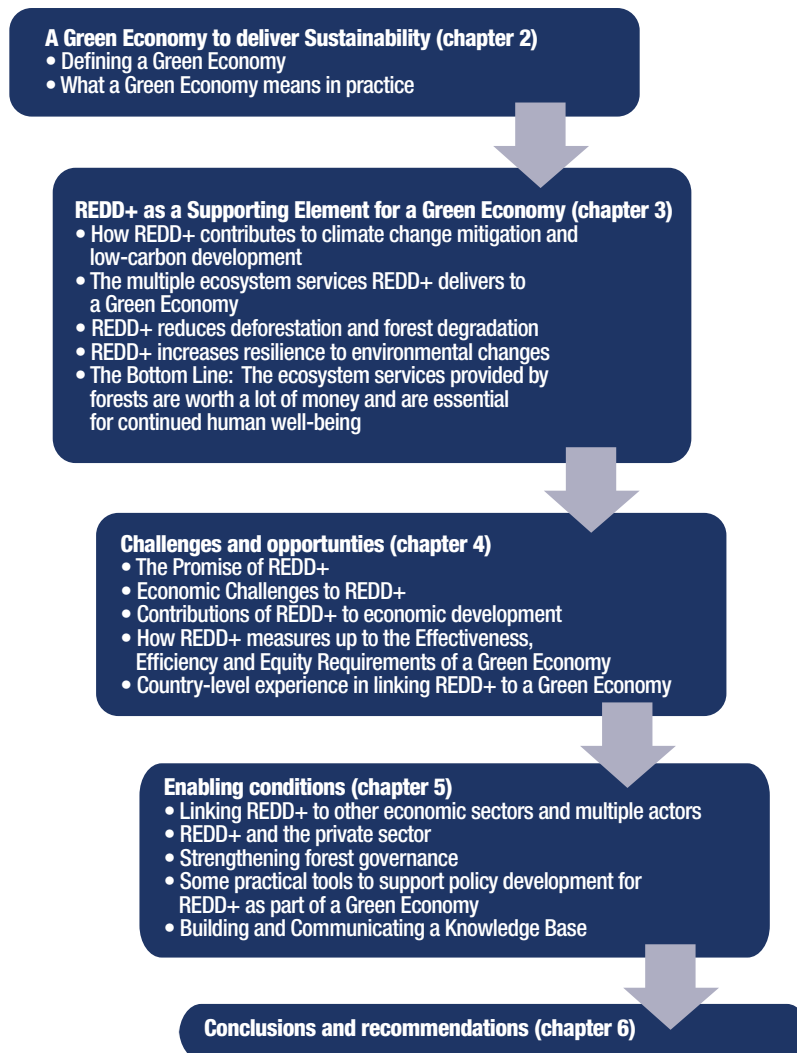 A Green Economy to deliver Sustainability (chapter 2)
• Defining a Green Economy
• What a Green Economy means in practice
REDD+ as a Supporting Element for a Green Economy (chapter 3)
• How REDD+ contributes to climate change mitigation and
low-carbon development
• The multiple ecosystem services REDD+ delivers to
a Green Economy
• REDD+ reduces deforestation and forest degradation
• REDD+ increases resilience to environmental changes
• The Bottom Line: The ecosystem services provided by
forests are worth a lot of money and are essential
for continued human well-being
Challenges and opportunties (chapter 4)
• The Promise of REDD+
• Economic Challenges to REDD+
• Contributions of REDD+ to economic development
• How REDD+ measures up to the Effectiveness,
Efficiency and Equity Requirements of a Green Economy
• Country-level experience in linking REDD+ to a Green Economy
Enabling conditions (chapter 5)
• Linking REDD+ to other economic sectors and multiple actors
• REDD+ and the private sector
• Strengthening forest governance
• Some practical tools to support policy development for
REDD+ as part of a Green Economy
• Building and Communicating a Knowledge Base
Conclusions and recommendations (chapter 6)